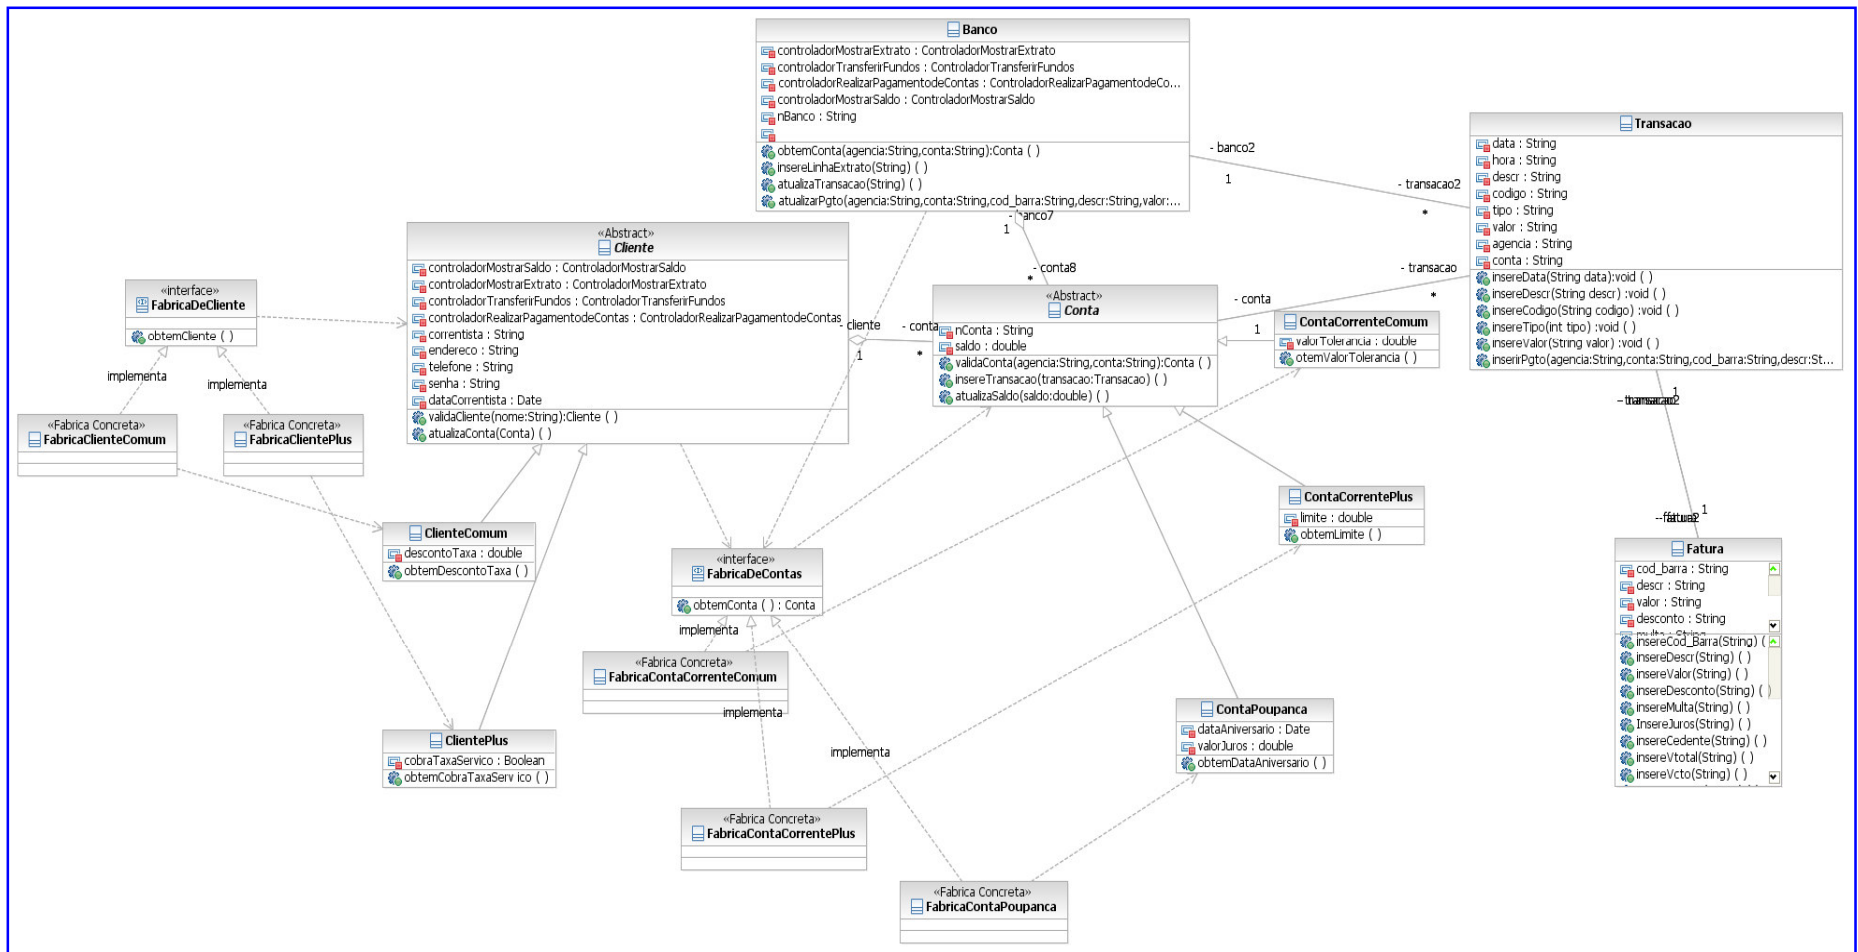 Banco
controladorMostrarExtrato : ControladorMostrarExtrato
controladorTransferirFundos : ControladorTransferirFundos
controladorRealizarPagamentodeContas : ControladorRealizarPagamentodeCo...
controladorMostrarSaldo : ControladorMostrarSaldo
nBanco : String
obtemConta(agencia:String,conta:String):Conta ( )
insereLinhaExtrato(String) ( )
atualizaTransacao(String) ( )
atualizarPgto(agencia:String,conta:String,cod_barra:String,descr:String,valor:...
- banco2
1
- transacao2
*
- banco7
1
- conta8
*
Transacao
data : String
hora : String
descr : String
codigo : String
tipo : String
valor : String
agencia : String
conta : String
insereData(String data):void ( )
insereDescr(String descr) :void ( )
insereCodigo(String codigo) :void ( )
insereTipo(int tipo) :void ( )
insereValor(String valor) :void ( )
inserirPgto(agencia:String,conta:String,cod_barra:String,descr:St...
- transacao
*
- conta
1
«Abstract»
Cliente
controladorMostrarSaldo : ControladorMostrarSaldo
controladorMostrarExtrato : ControladorMostrarExtrato
controladorTransferirFundos : ControladorTransferirFundos
controladorRealizarPagamentodeContas : ControladorRealizarPagamentodeContas
correntista : String
endereco : String
telefone : String
senha : String
dataCorrentista : Date
validaCliente(nome:String):Cliente ( )
atualizaConta(Conta) ( )
- cliente
1
- conta
*
«interface»
FabricaDeCliente
obtemCliente ( )
implementa
implementa
«Fabrica Concreta»
FabricaClienteComum
«Fabrica Concreta»
FabricaClientePlus
«Abstract»
Conta
nConta : String
saldo : double
validaConta(agencia:String,conta:String):Conta ( )
insereTransacao(transacao:Transacao) ( )
atualizaSaldo(saldo:double) ( )
ContaCorrenteComum
valorTolerancia : double
otemValorTolerancia ( )
1
1
ContaCorrentePlus
limite : double
obtemLimite ( )
ClienteComum
descontoTaxa : double
obtemDescontoTaxa ( )
«interface»
FabricaDeContas
obtemConta ( ) : Conta
implementa
«Fabrica Concreta»
FabricaContaCorrenteComum
implementa
implementa
Fatura
cod_barra : String
descr : String
valor : String
desconto : String
insereCod_Barra(String) (
insereDescr(String) ( )
insereValor(String) ( )
insereDesconto(String) ( )
insereMulta(String) ( )
InsereJuros(String) ( )
insereCedente(String) ( )
insereVtotal(String) ( )
insereVcto(String) ( )
ContaPoupanca
dataAniversario : Date
valorJuros : double
obtemDataAniversario ( )
ClientePlus
cobraTaxaServico : Boolean
obtemCobraTaxaServ ico ( )
«Fabrica Concreta»
FabricaContaCorrentePlus
«Fabrica Concreta»
FabricaContaPoupanca